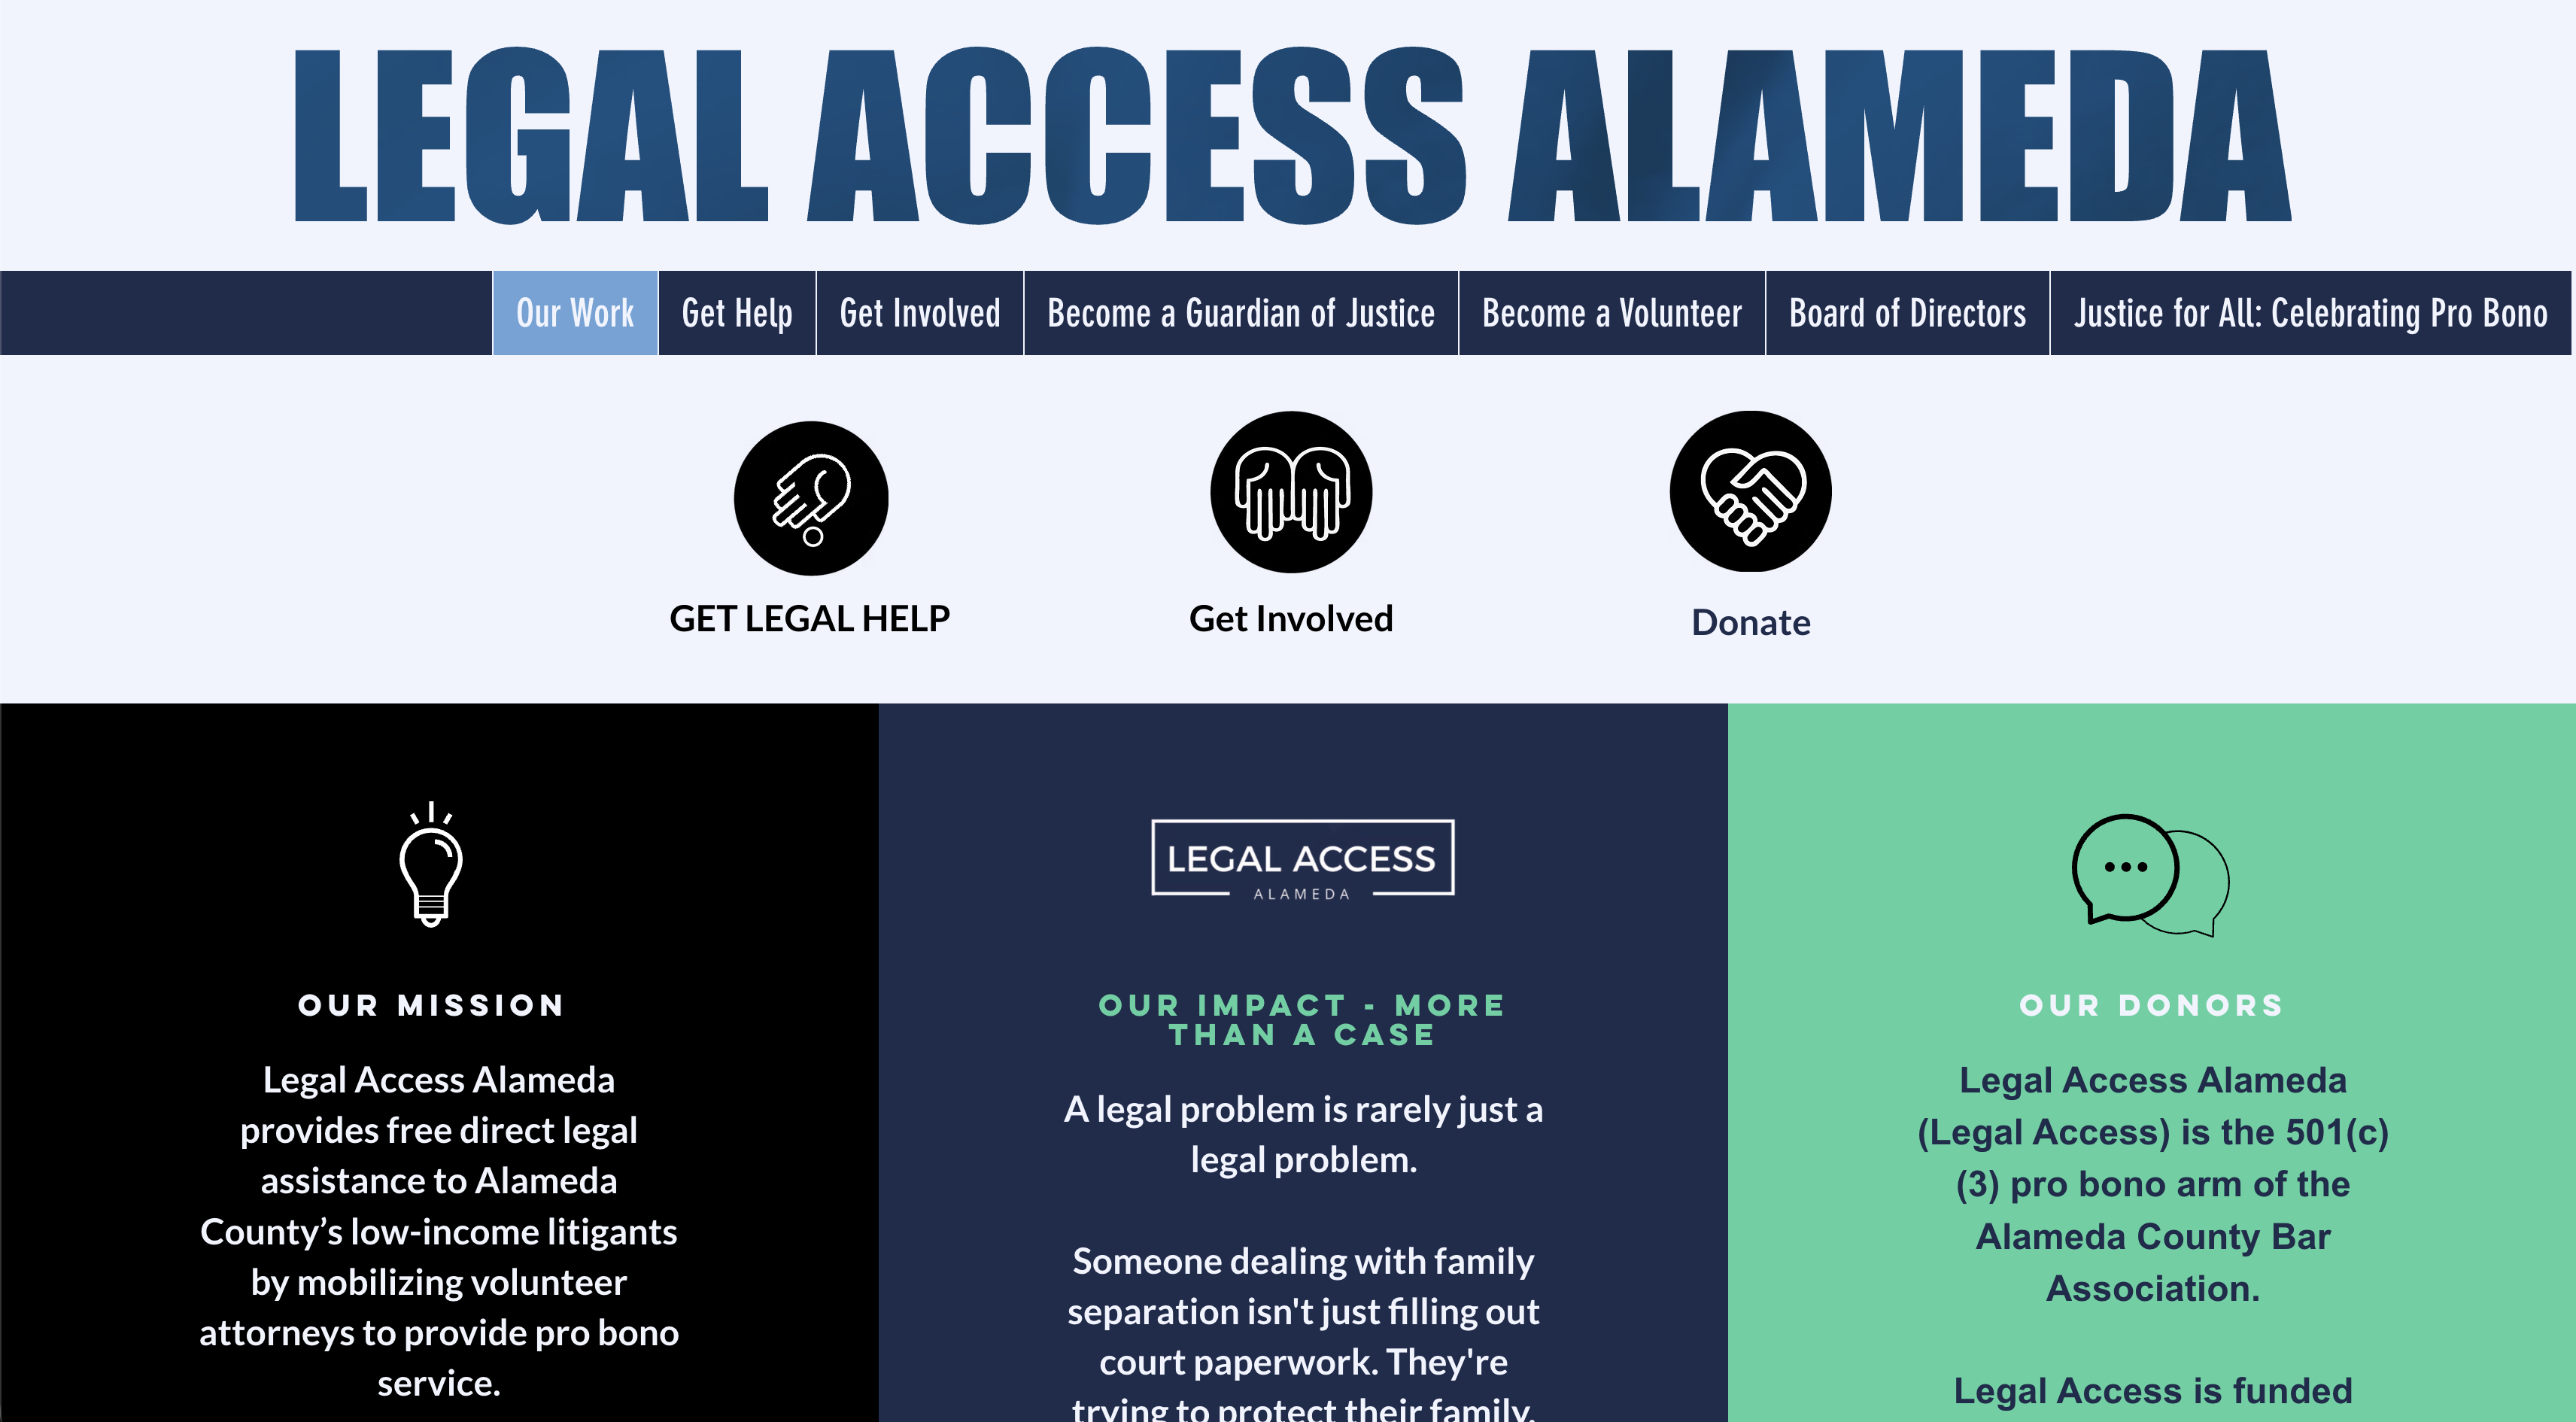 LEGAL ACCESS ALAMEDA
Our Work
Get Help
Get Involved
Become a Guardian of Justice
Become a Volunteer
Board of Directors
Justice for All: Celebrating Pro Bono
GET LEGAL HELP
Get Involved
Donate
OUR MISSION
Legal Access Alameda
provides free direct legal
assistance to Alameda
County’s low-income litigants
by mobilizing volunteer
attorneys to provide pro bono
service.
LEGAL ACCESS
ALAMEDA
OUR IMPACT - MORE
THAN A CASE
A legal problem is rarely just a
legal problem.
Someone dealing with family
separation isn't just filling out
court paperwork. They're
trying to protect their family,
OUR DONORS
Legal Access Alameda
(Legal Access) is the 501(c)
(3) pro bono arm of the
Alameda County Bar
Association.
Legal Access is funded